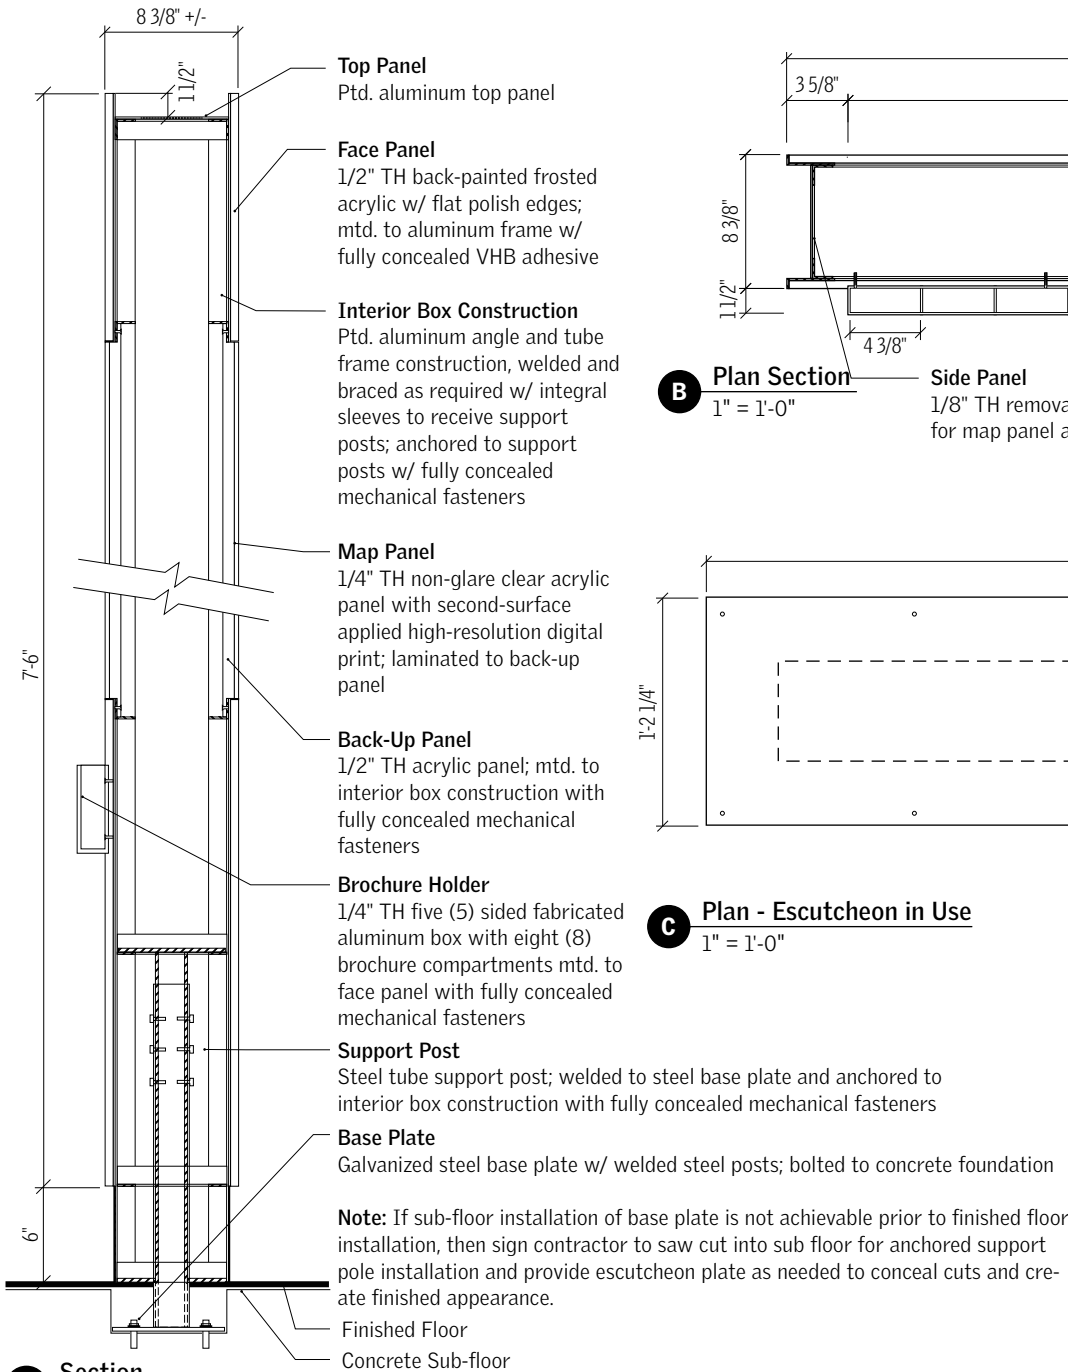 8 3/8" +/-
1 1/2"
7'-6"
6"
Top Panel
Ptd. aluminum top panel
Face Panel
1/2" TH back-painted frosted
acrylic w/ flat polish edges;
mtd. to aluminum frame w/
fully concealed VHB adhesive
Interior Box Construction
Ptd. aluminum angle and tube
frame construction, welded and
braced as required w/ integral
sleeves to receive support
posts; anchored to support
posts w/ fully concealed
mechanical fasteners
Map Panel
1/4" TH non-glare clear acrylic
panel with second-surface
applied high-resolution digital
print; laminated to back-up
panel
Back-Up Panel
1/2" TH acrylic panel; mtd. to
interior box construction with
fully concealed mechanical
fasteners
Brochure Holder
1/4" TH five (5) sided fabricated
aluminum box with eight (8)
brochure compartments mtd. to
face panel with fully concealed
mechanical fasteners
Support Post
Steel tube support post; welded to steel base plate and anchored to
interior box construction with fully concealed mechanical fasteners
Base Plate
Galvanized steel base plate w/ welded steel posts; bolted to concrete foundation
Note: If sub-floor installation of base plate is not achievable prior to finished floor
installation, then sign contractor to saw cut into sub floor for anchored support
pole installation and provide escutcheon plate as needed to conceal cuts and cre-
ate finished appearance.
Finished Floor
Concrete Sub-floor
Section
3 5/8"
8 3/8"
1 1/2"
4 3/8"
B Plan Section
1" = 1'-0"
Side Panel
1/8" TH remova
for map panel a
1'-2 1/4"
C Plan - Escutcheon in Use
1" = 1'-0"